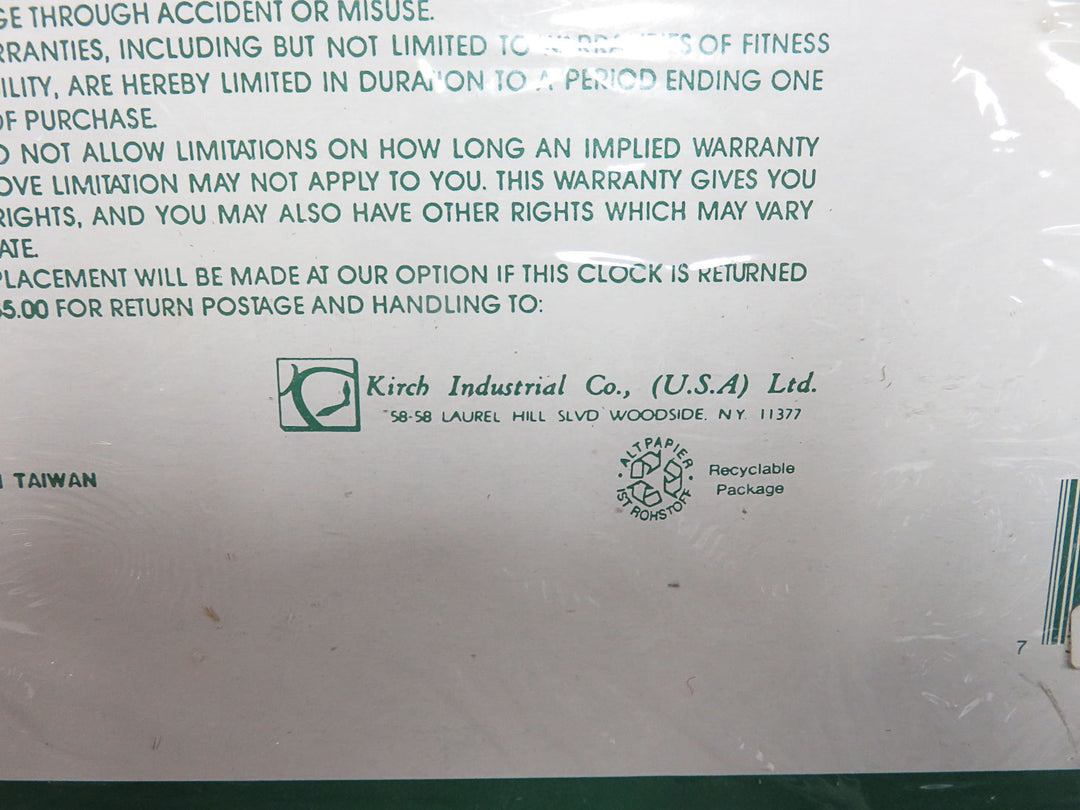 GE THROUGH ACCIDENT OR MISUSE.
RRANTIES, INCLUDING BUT NOT LIMITED TO WARRANTIES OF FITNESS
ILITY, ARE HEREBY LIMITED IN DURATION TO A PERIOD ENDING ONE
OF PURCHASE.
O NOT ALLOW LIMITATIONS ON HOW LONG AN IMPLIED WARRANTY
OVE LIMITATION MAY NOT APPLY TO YOU. THIS WARRANTY GIVES YOU
RIGHTS, AND YOU MAY ALSO HAVE OTHER RIGHTS WHICH MAY VARY
ATE.
PLACEMENT WILL BE MADE AT OUR OPTION IF THIS CLOCK IS RETURNED
$5.00 FOR RETURN POSTAGE AND HANDLING TO:
Kirch Industrial Co., (U.S.A) Ltd.
58-58 LAUREL HILL SLVD WOODSIDE. N.Y. 11377
TAIWAN
ALTPAPIER
IST ROHSTOFF
Recyclable
Package
7